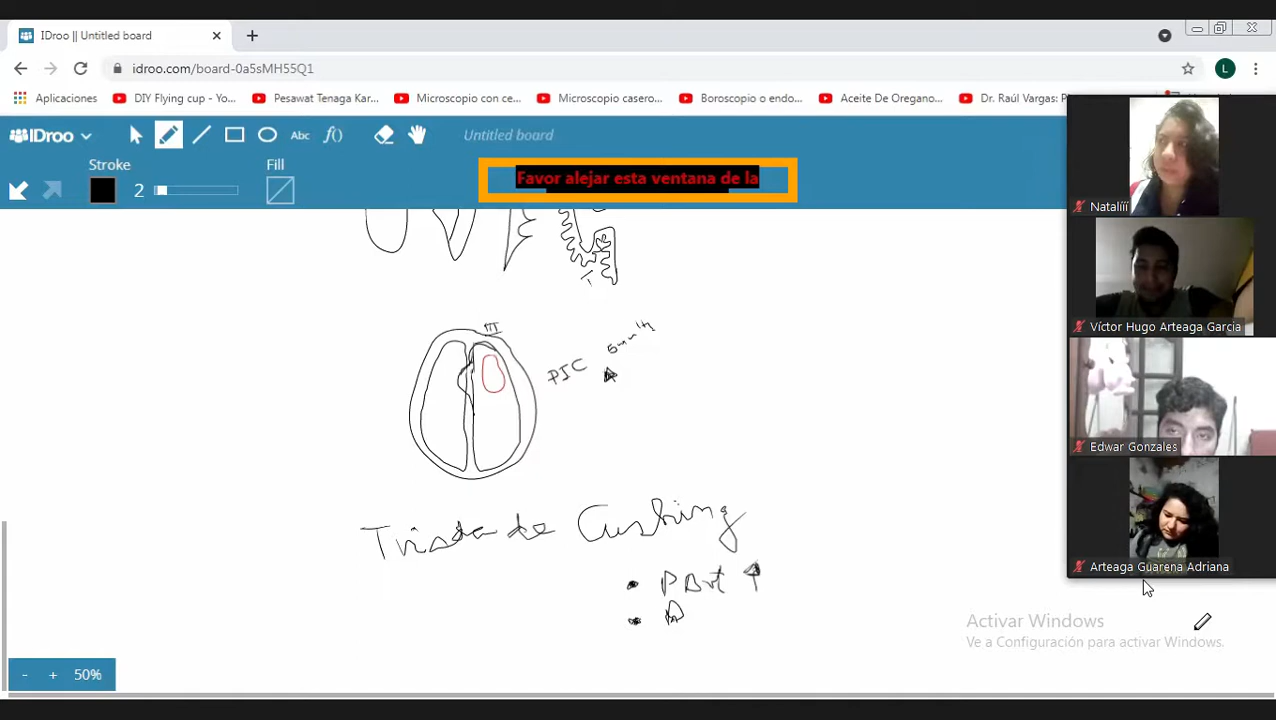 IDroo || Untitled board
idroo.com/board-0a5sMH55Q1
L
Aplicaciones
DIY Flying cup - Yo...
Pesawat Tenaga Kar...
Microscopio con ce...
Microscopio casero...
Boroscopio o endo...
Aceite De Oregano...
Dr. Raúl Vargas:
IDroo
Abc
f()
Untitled board
Stroke
2
Fill
Favor alejar esta ventana de la
Nataliii
Víctor Hugo Arteaga Garcia
Edwar Gonzales
Arteaga Guarena Adriana
III
PIC
Triada de Cushing
• P
•
Activar Windows
Ve a Configuración para activar Windows.
- + 50%